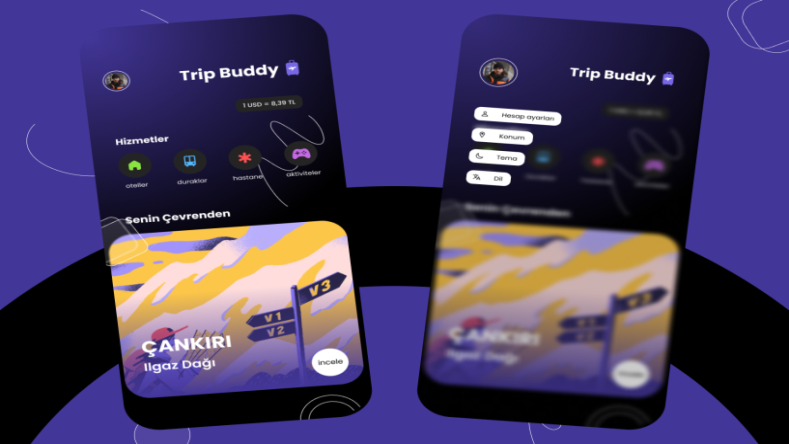 Trip Buddy
1 USD = 8,39 TL
Hizmetler
oteller
duraklar
hastane
aktiviteler
Senin Çevrenden
V3
V1
V2
ÇANKIRI
Ilgaz Dağı
incele
Trip Buddy
Hesap ayarları
Konum
Tema
Dil
Senin Çevrenden
V3
V1
V2
ÇANKIRI
Ilgaz Dağı
incele